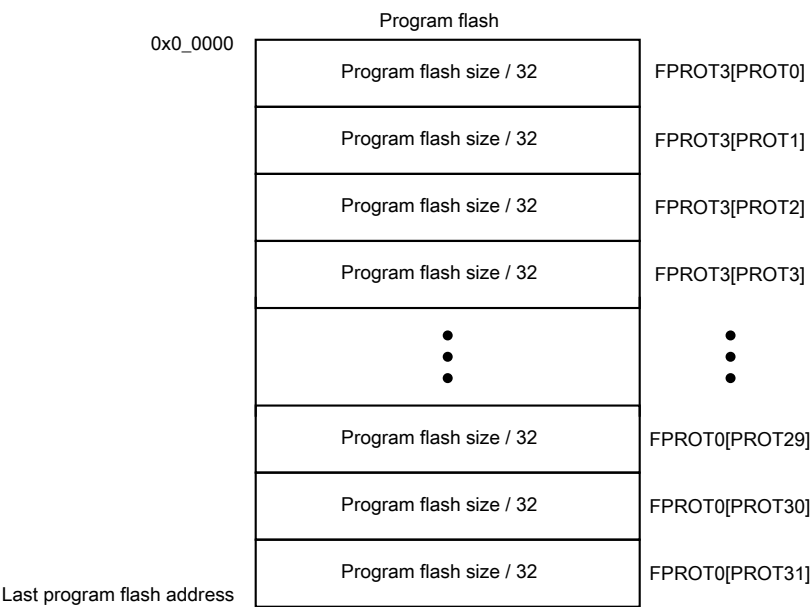 Program flash
0x0_0000
Program flash size / 32 FPROT3[PROT0]
Program flash size / 32 FPROT3[PROT1]
Program flash size / 32 FPROT3[PROT2]
Program flash size / 32 FPROT3[PROT3]
Program flash size / 32 FPROT0[PROT29]
Program flash size / 32 FPROT0[PROT30]
Program flash size / 32 FPROT0[PROT31]
Last program flash address